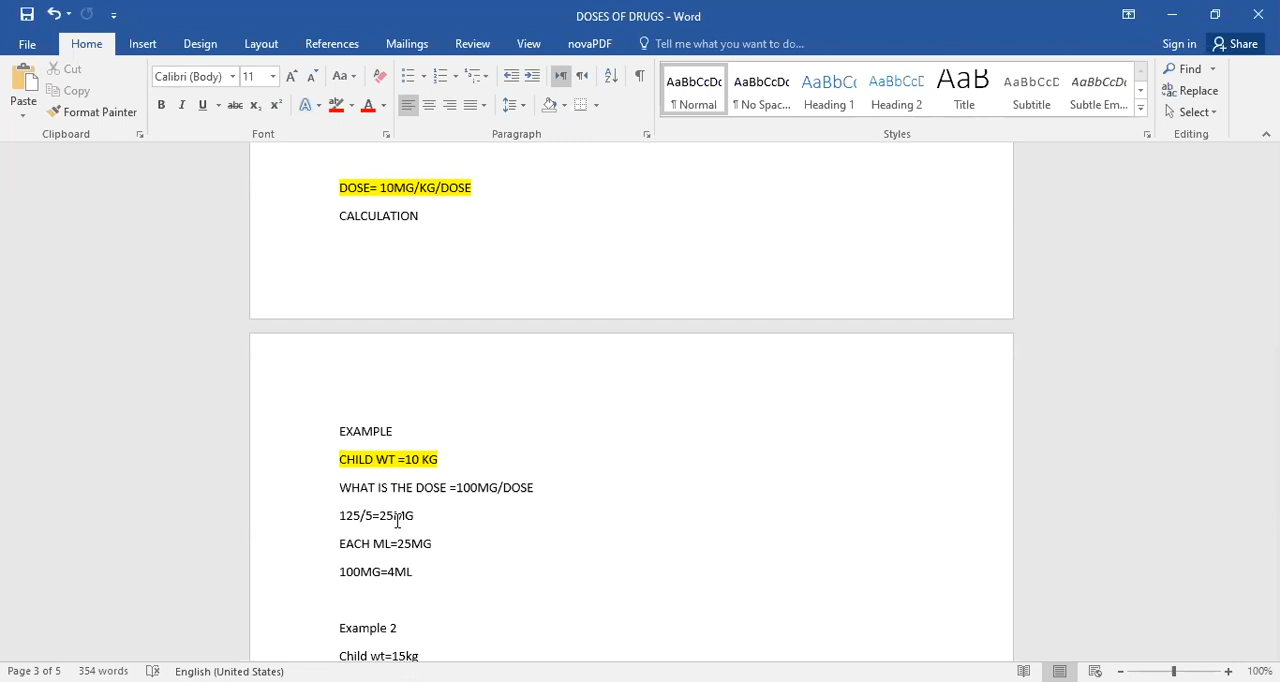 DOSES OF DRUGS - Word
File Home Insert Design Layout References Mailings Review View novaPDF Tell me what you want to do... Sign in Share
Cut
Copy
Format Painter
Paste
Clipboard
Calibri (Body) 11
Font
Paragraph
AaBbCcDc AaBbCcDc AaBbC AaBbCcD AaB AaBbCcD AaBbCcDc
¶ Normal ¶ No Spac... Heading 1 Heading 2 Title Subtitle Subtle Em...
Styles
Find
Replace
Select
Editing
DOSE= 10MG/KG/DOSE
CALCULATION
EXAMPLE
CHILD WT =10 KG
WHAT IS THE DOSE =100MG/DOSE
125/5=25MG
EACH ML=25MG
100MG=4ML
Example 2
Child wt=15kg
Page 3 of 5 354 words English (United States) 100%